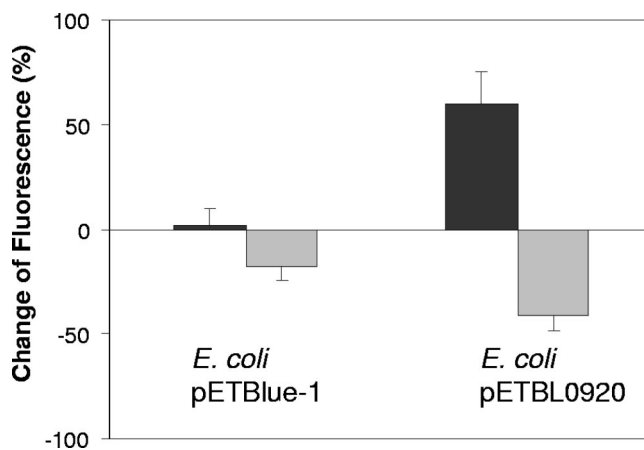 Change of Fluorescence (%)
100
50
0
-50
-100
E. coli
pETBlue-1
E. coli
pETBL0920